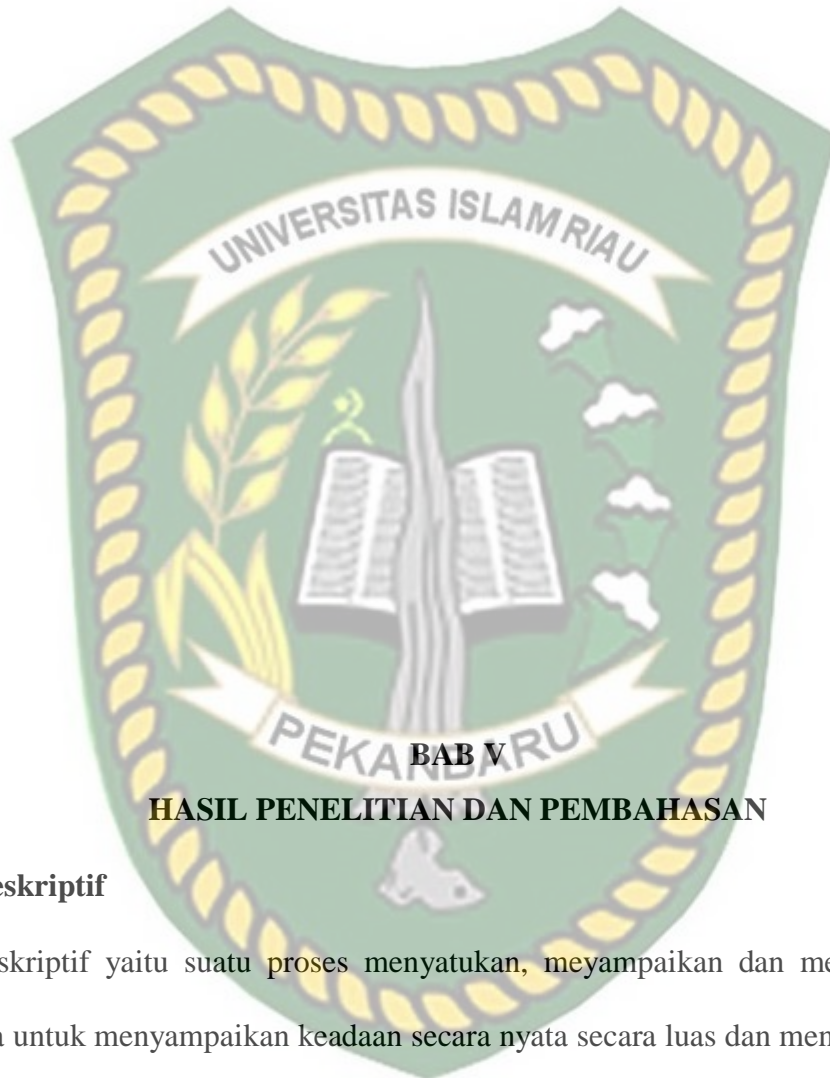 UNIVERSITAS ISLAM RIAU
PEKANBARU
BAB V
HASIL PENELITIAN DAN PEMBAHASAN
eskriptif
skriptif yaitu suatu proses menyatukan, meyampaikan dan me
a untuk menyampaikan keadaan secara nyata secara luas dan men